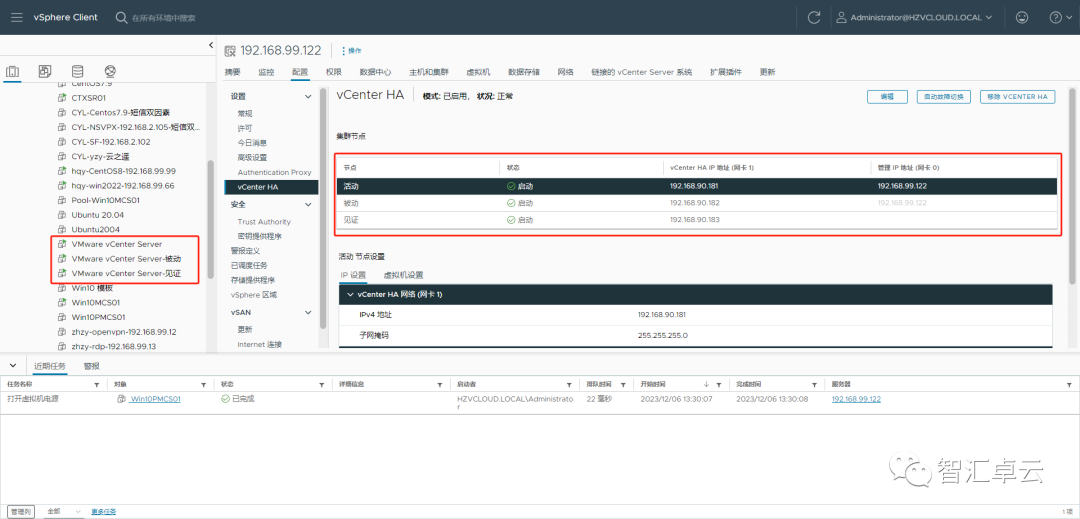 vSphere Client
在所有环境中搜索
Administrator@HZVCLOUD.LOCAL
CentOS7.9
CTXSR01
CYL-Centos7.9-短信双因素
CYL-NSVPX-192.168.2.105-短信双...
CYL-SF-192.168.2.102
CYL-yzy-云之遥
hqy-CentOS8-192.168.99.99
hqy-win2022-192.168.99.66
Pool-Win10MCS01
Ubuntu 20.04
Ubuntu2004
VMware vCenter Server
VMware vCenter Server-被动
VMware vCenter Server-见证
Win10 模板
Win10MCS01
Win10PMCS01
zhzy-openvpn-192.168.99.12
zhzy-rdp-192.168.99.13
192.168.99.122
操作
摘要 监控 配置 权限 数据中心 主机和集群 虚拟机 数据存储 网络 链接的 vCenter Server 系统 扩展插件 更新
设置
常规
许可
今日消息
高级设置
Authentication Proxy
vCenter HA
安全
Trust Authority
密钥提供程序
警报定义
已调度任务
存储提供程序
vSphere 区域
vSAN
更新
Internet 连接
vCenter HA 模式: 已启用， 状况: 正常
编辑 启动故障切换 移除 VCENTER HA
集群节点
节点 状态 vCenter HA IP 地址 (网卡 1) 管理 IP 地址 (网卡 0)
活动 启动 192.168.90.181 192.168.99.122
被动 启动 192.168.90.182 192.168.99.122
见证 启动 192.168.90.183
活动 节点设置
IP 设置 虚拟机设置
vCenter HA 网络 (网卡 1)
IPv4 地址 192.168.90.181
子网掩码 255.255.255.0
近期任务 警报
任务名称 对象 状态 详细信息 启动者 排队时间 开始时间 完成时间 服务器
打开虚拟机电源 Win10PMCS01 已完成 HZVCLOUD.LOCAL\Administrato
r 22 毫秒 2023/12/06 13:30:07 2023/12/06 13:30:08 192.168.99.122
智汇卓云
管理列 全部 更多任务 1 项